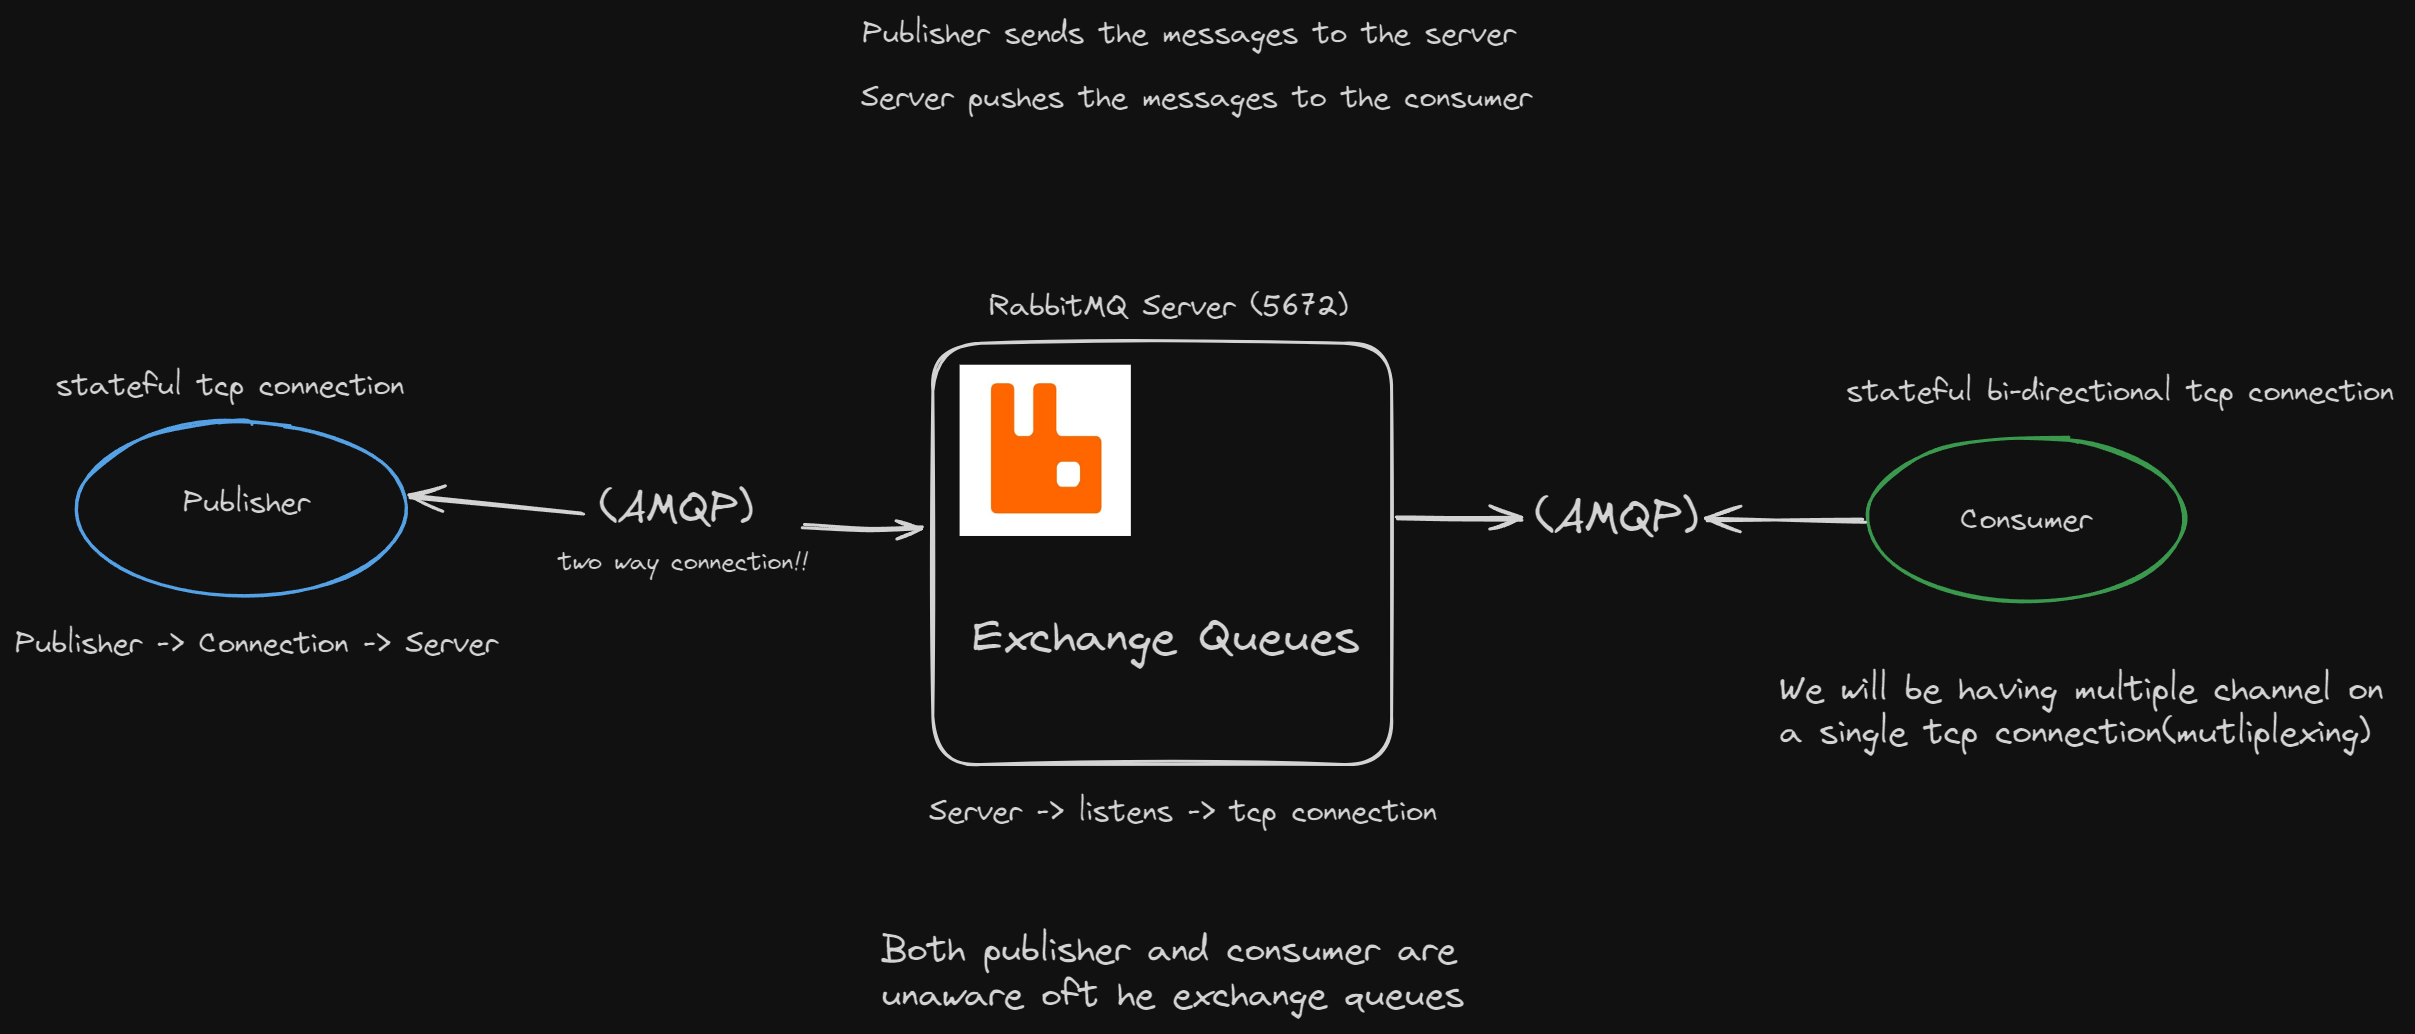 Publisher sends the messages to the server
Server pushes the messages to the consumer
RabbitMQ Server (5672)
stateful tcp connection
stateful bi-directional tcp connection
Publisher
(AMQP)
two way connection!!
(AMQP)
Consumer
Exchange Queues
Publisher -> Connection -> Server
We will be having multiple channel on
a single tcp connection(mutliplexing)
Server -> listens -> tcp connection
Both publisher and consumer are
unaware oft he exchange queues